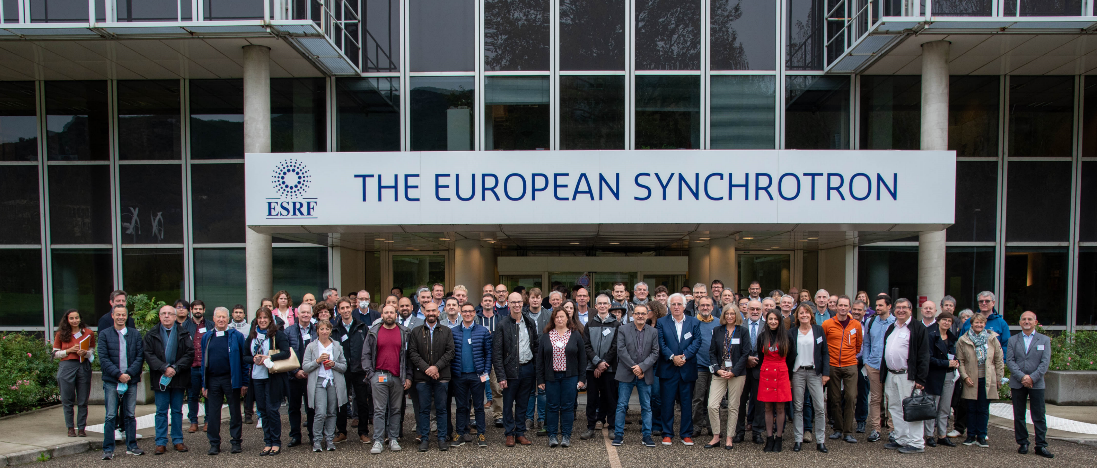 ESRF
THE EUROPEAN SYNCHROTRON